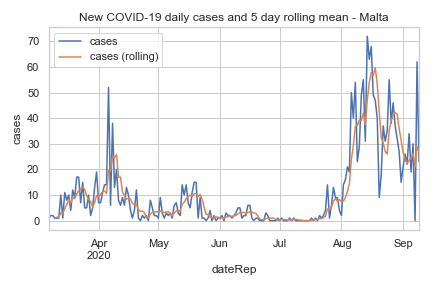 New COVID-19 daily cases and 5 day rolling mean - Malta
cases
cases (rolling)
70
60
50
40
30
20
10
0
cases
Apr
2020
May
Jun
Jul
Aug
Sep
dateRep